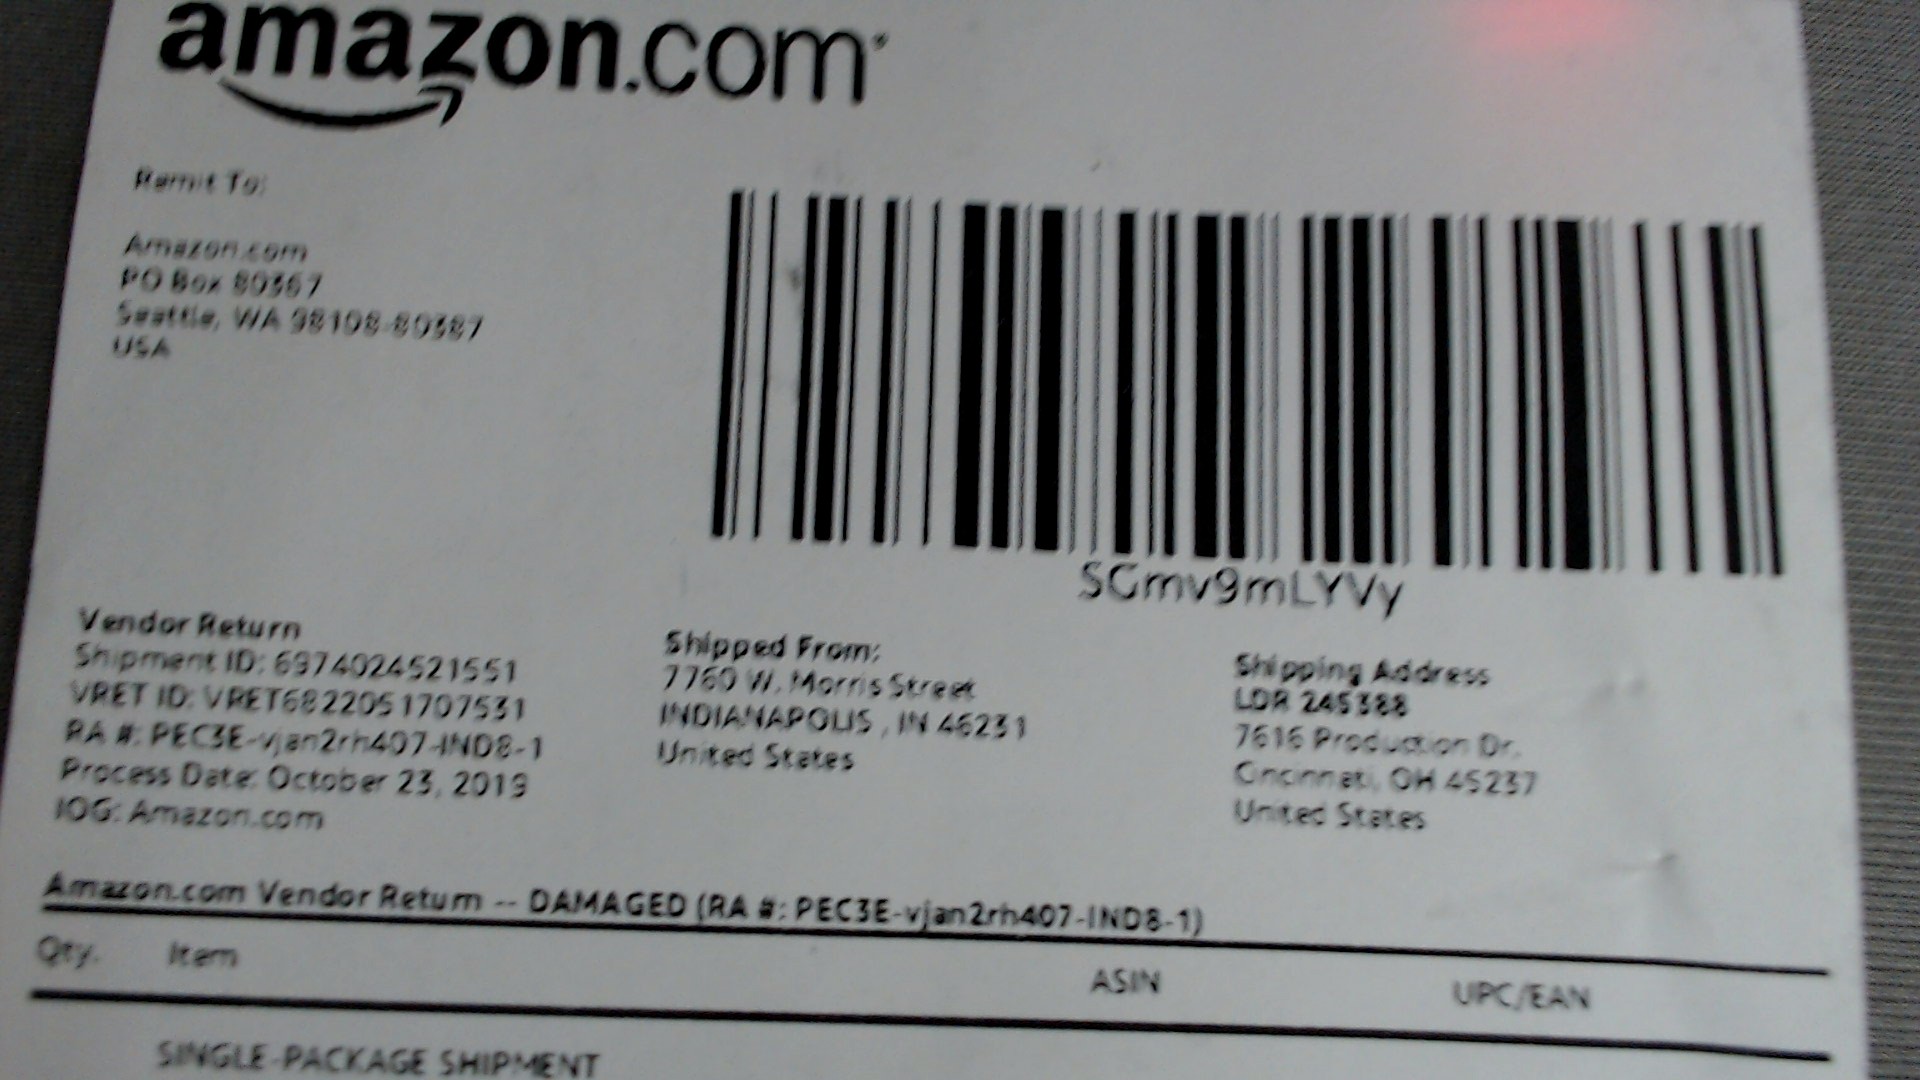 amazon.com
Remit To:
Amazon.com
PO Box 80387
Seattle, WA 98108-80387
USA
SGmv9mLYVy
Vendor Return
Shipment ID: 6974024521551
VRET ID: VRET6822051707531
RA #: PEC3E-vjan2rh407-IND8-1
Process Date: October 23, 2019
IOG: Amazon.com
Shipped From:
7760 W. Morris Street
INDIANAPOLIS , IN 46231
United States
Shipping Address
LDR 245388
7616 Production Dr.
Cincinnati, OH 45237
United States
Amazon.com Vendor Return -- DAMAGED (RA #: PEC3E-vjan2rh407-IND8-1)
Qty. Item ASIN UPC/EAN
SINGLE-PACKAGE SHIPMENT